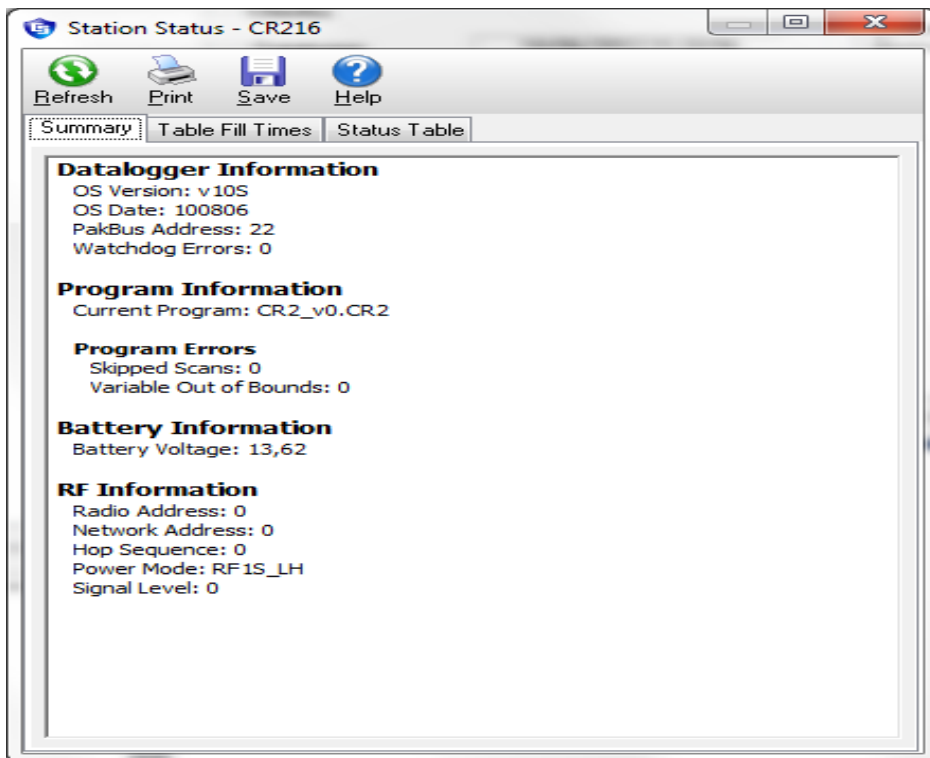 Station Status - CR216
Refresh Print Save Help
Summary Table Fill Times Status Table
Datalogger Information
OS Version: v10S
OS Date: 100806
PakBus Address: 22
Watchdog Errors: 0
Program Information
Current Program: CR2_v0.CR2
Program Errors
Skipped Scans: 0
Variable Out of Bounds: 0
Battery Information
Battery Voltage: 13,62
RF Information
Radio Address: 0
Network Address: 0
Hop Sequence: 0
Power Mode: RF1S_LH
Signal Level: 0